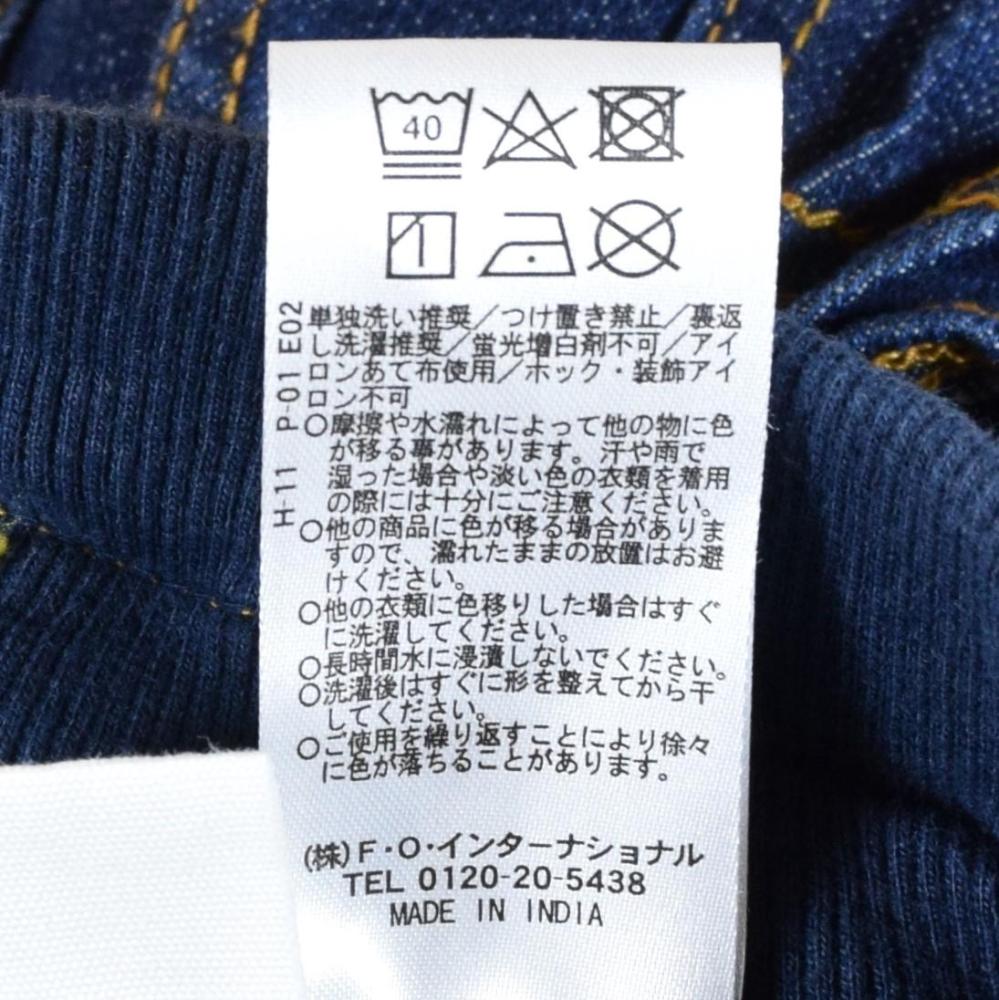 40
単独洗い推奨／つけ置き禁止／裏返
し洗濯推奨／蛍光増白剤不可／アイ
ロンあて布使用／ホック・装飾アイ
ロン不可
○摩擦や水濡れによって他の物に色
が移る事があります。汗や雨で
湿った場合や淡い色の衣類を着用
の際には十分にご注意ください。
○他の商品に色が移る場合がありま
すので、濡れたままの放置はお避
けください。
○他の衣類に色移りした場合はすぐ
に洗濯してください。
○長時間水に浸漬しないでください。
○洗濯後はすぐに形を整えてから干
してください。
○ご使用を繰り返すことにより徐々
に色が落ちることがあります。
H-11 P-01 E02
(株)F・O・インターナショナル
TEL 0120-20-5438
MADE IN INDIA